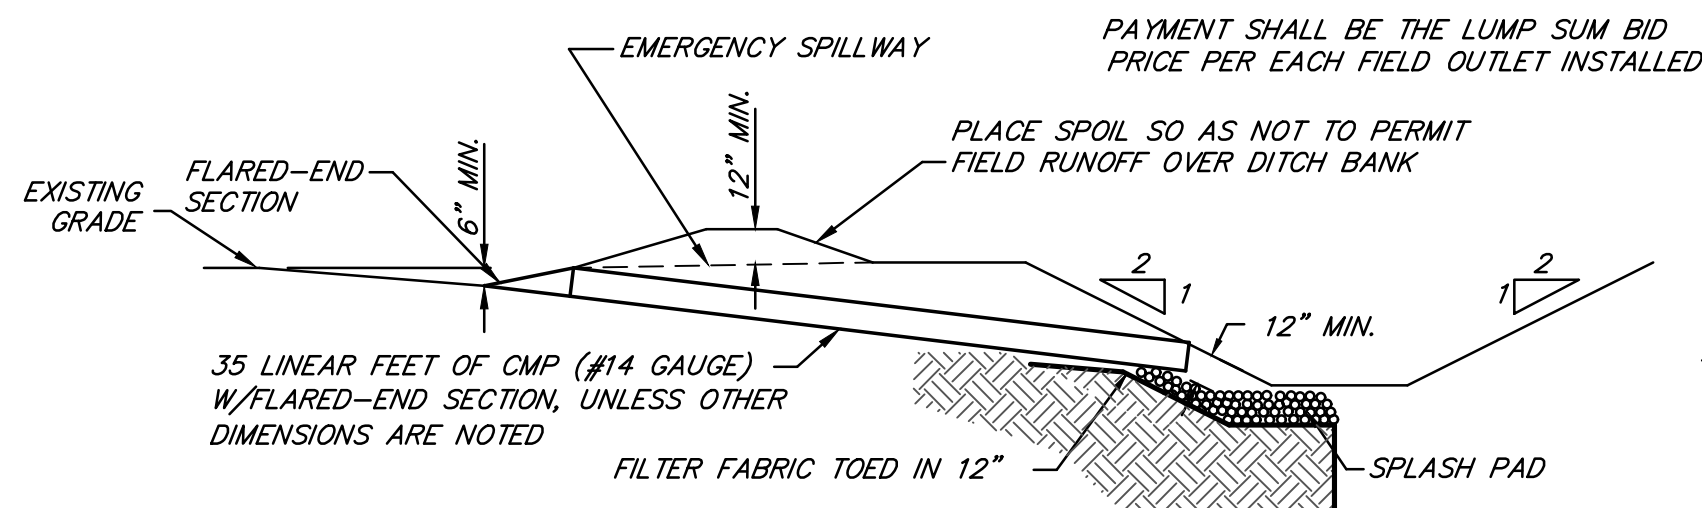 PAYMENT SHALL BE THE LUMP SUM BID
PRICE PER EACH FIELD OUTLET INSTALLED
EMERGENCY SPILLWAY
12" MIN.
PLACE SPOIL SO AS NOT TO PERMIT
FIELD RUNOFF OVER DITCH BANK
6" MIN.
FLARED-END
SECTION
EXISTING
GRADE
2
1
2
1
12" MIN.
35 LINEAR FEET OF CMP (#14 GAUGE)
W/FLARED-END SECTION, UNLESS OTHER
DIMENSIONS ARE NOTED
FILTER FABRIC TOED IN 12"
SPLASH PAD